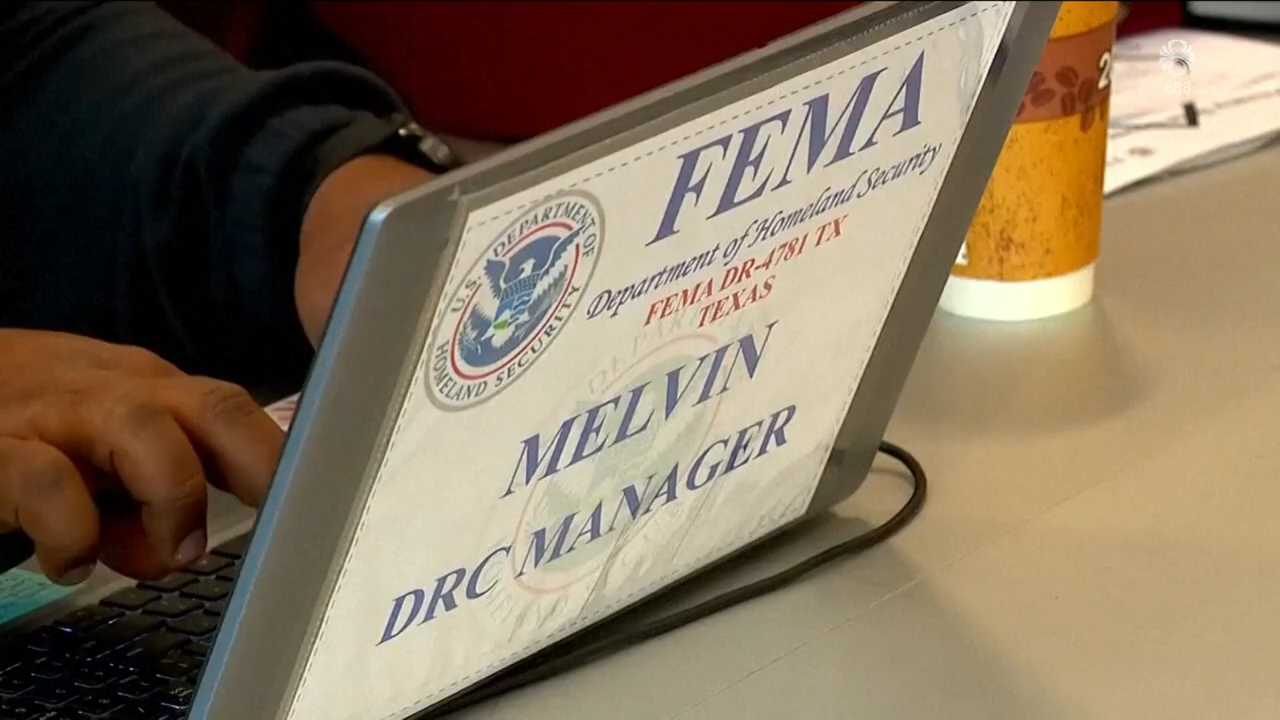 FEMA
Department of Homeland Security
FEMA DR-4781 TX
TEXAS
U.S. DEPARTMENT OF
HOMELAND SECURITY
MELVIN
DRC MANAGER